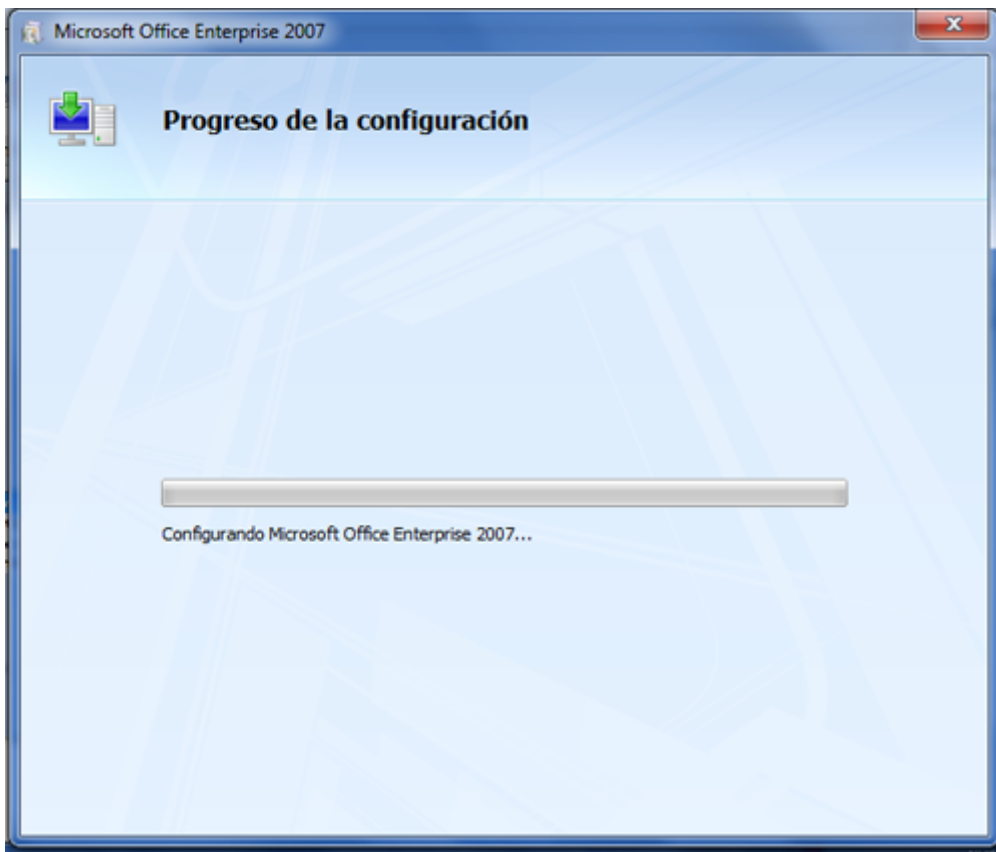 Microsoft Office Enterprise 2007
Progreso de la configuración
Configurando Microsoft Office Enterprise 2007...